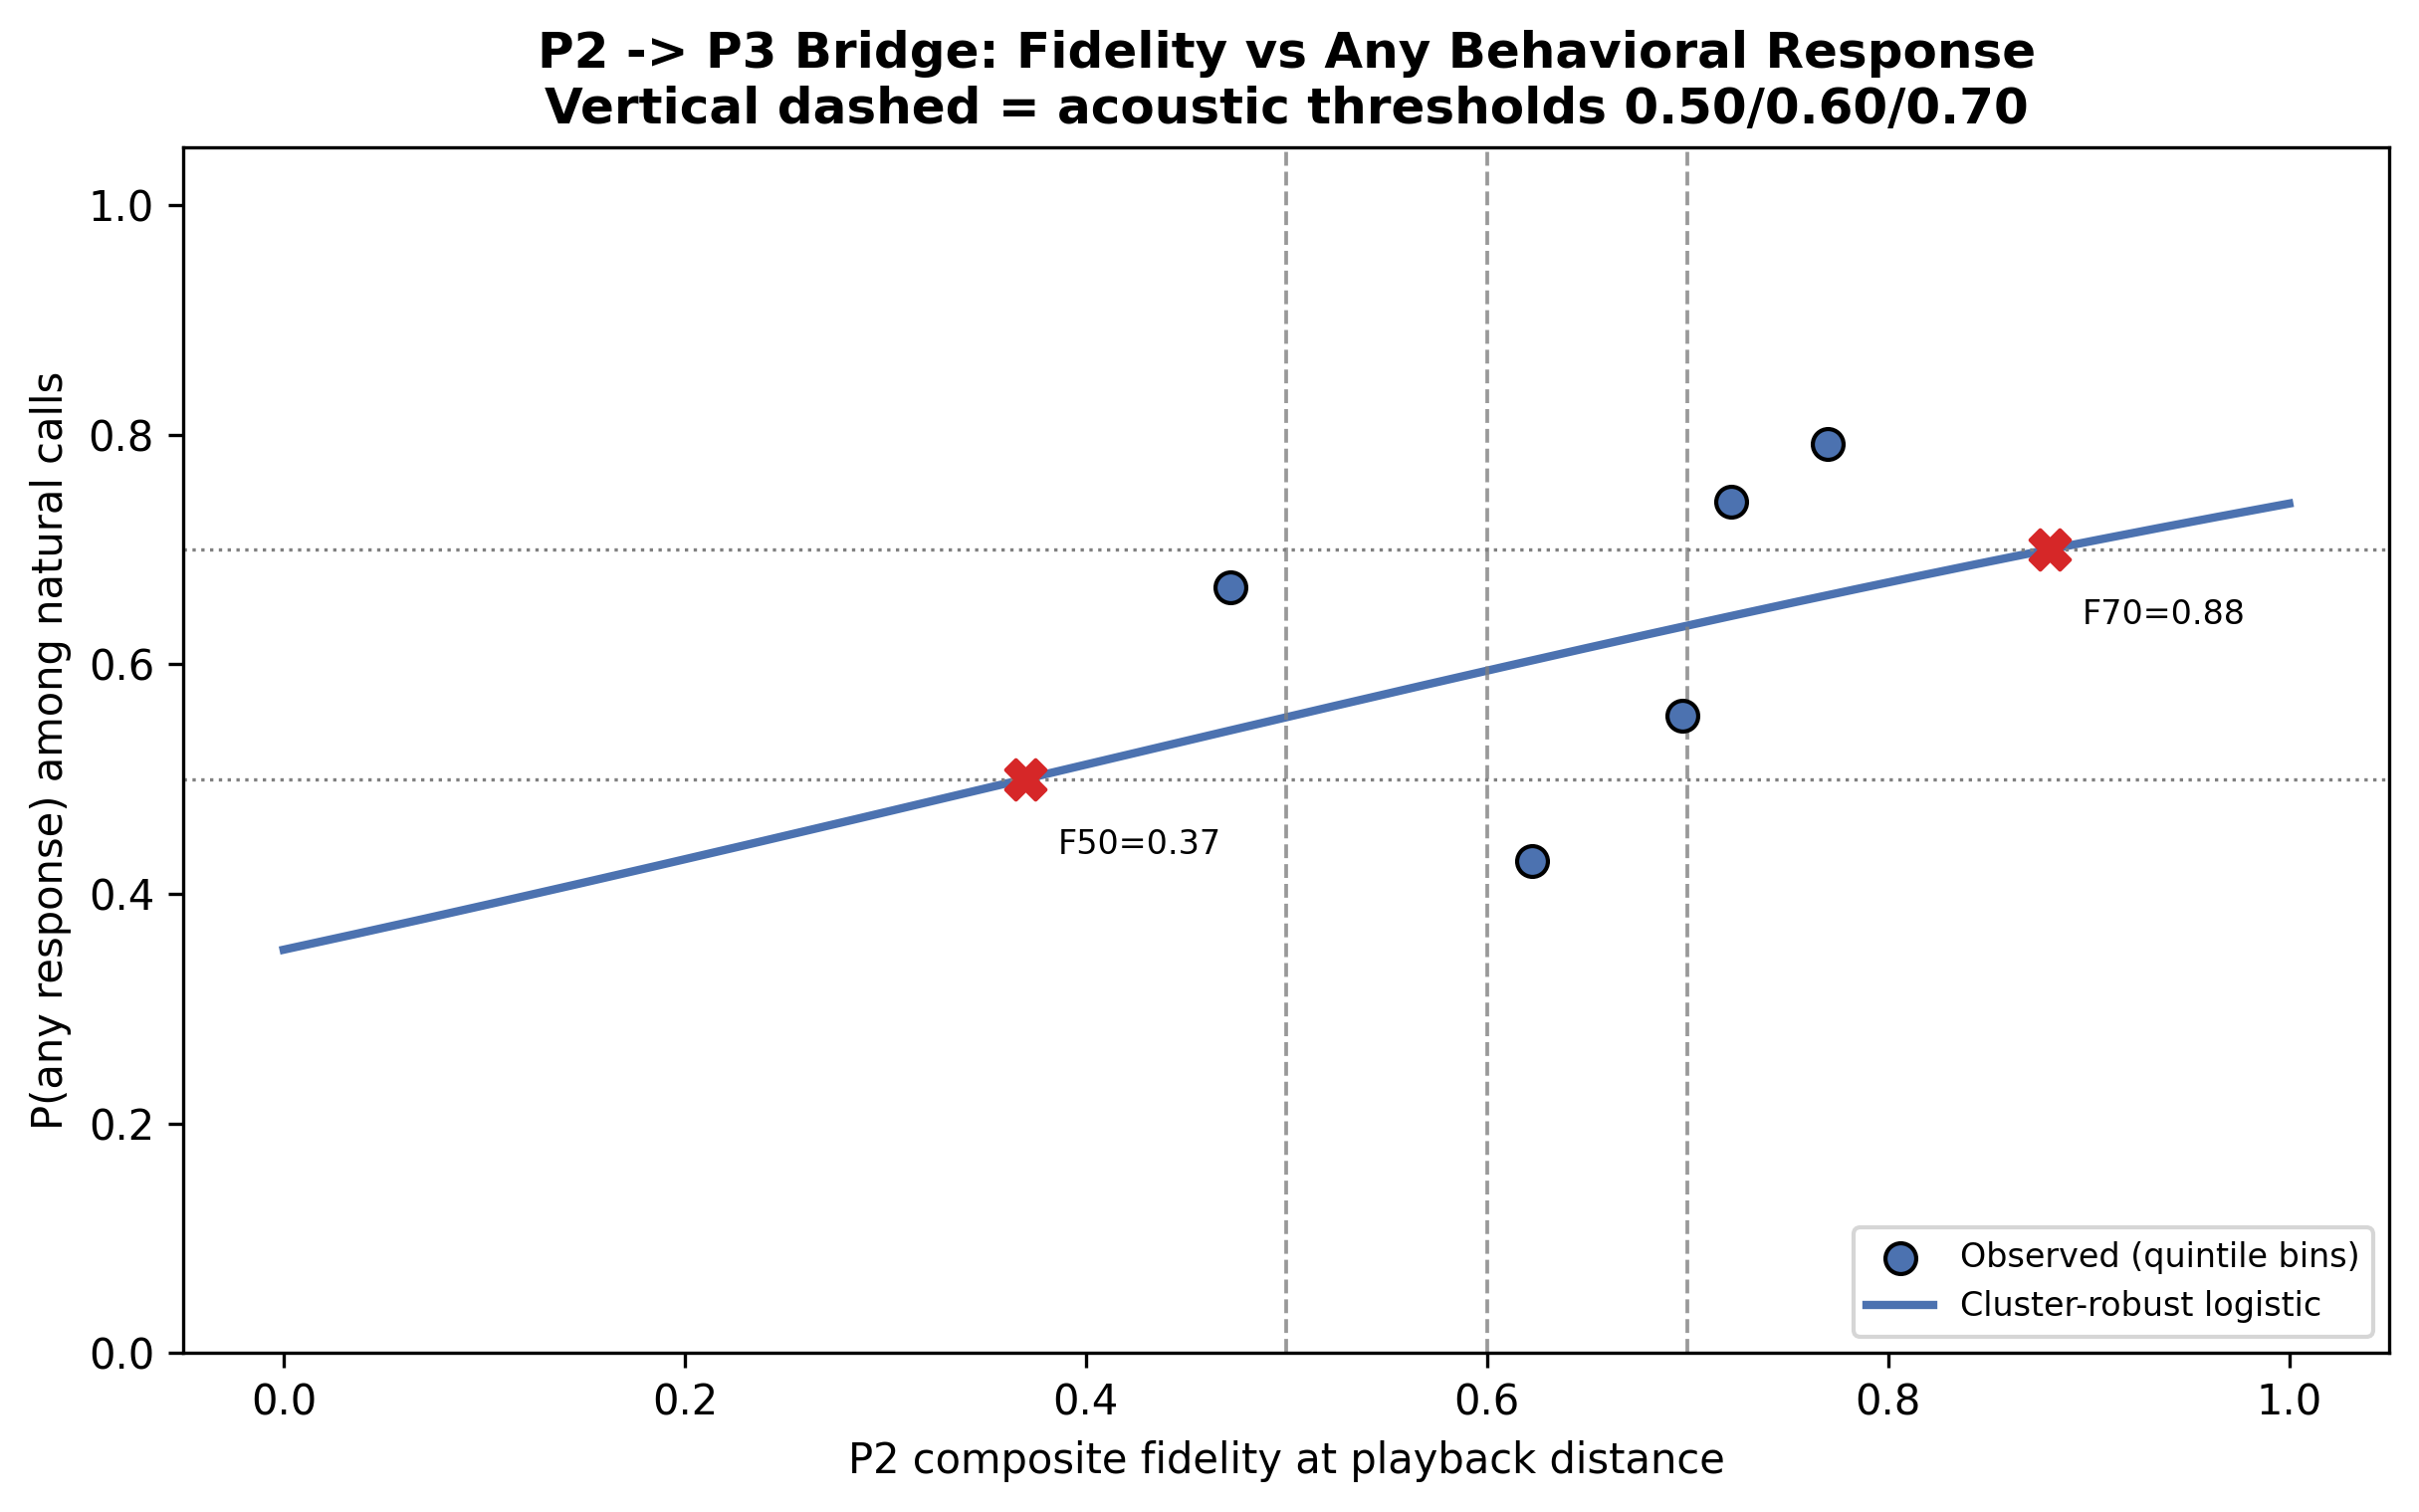 P2 -> P3 Bridge: Fidelity vs Any Behavioral Response
Vertical dashed = acoustic thresholds 0.50/0.60/0.70
P(any response) among natural calls
1.0
0.8
0.6
0.4
0.2
0.0
F70=0.88
F50=0.37
Observed (quintile bins)
Cluster-robust logistic
0.0 0.2 0.4 0.6 0.8 1.0
P2 composite fidelity at playback distance